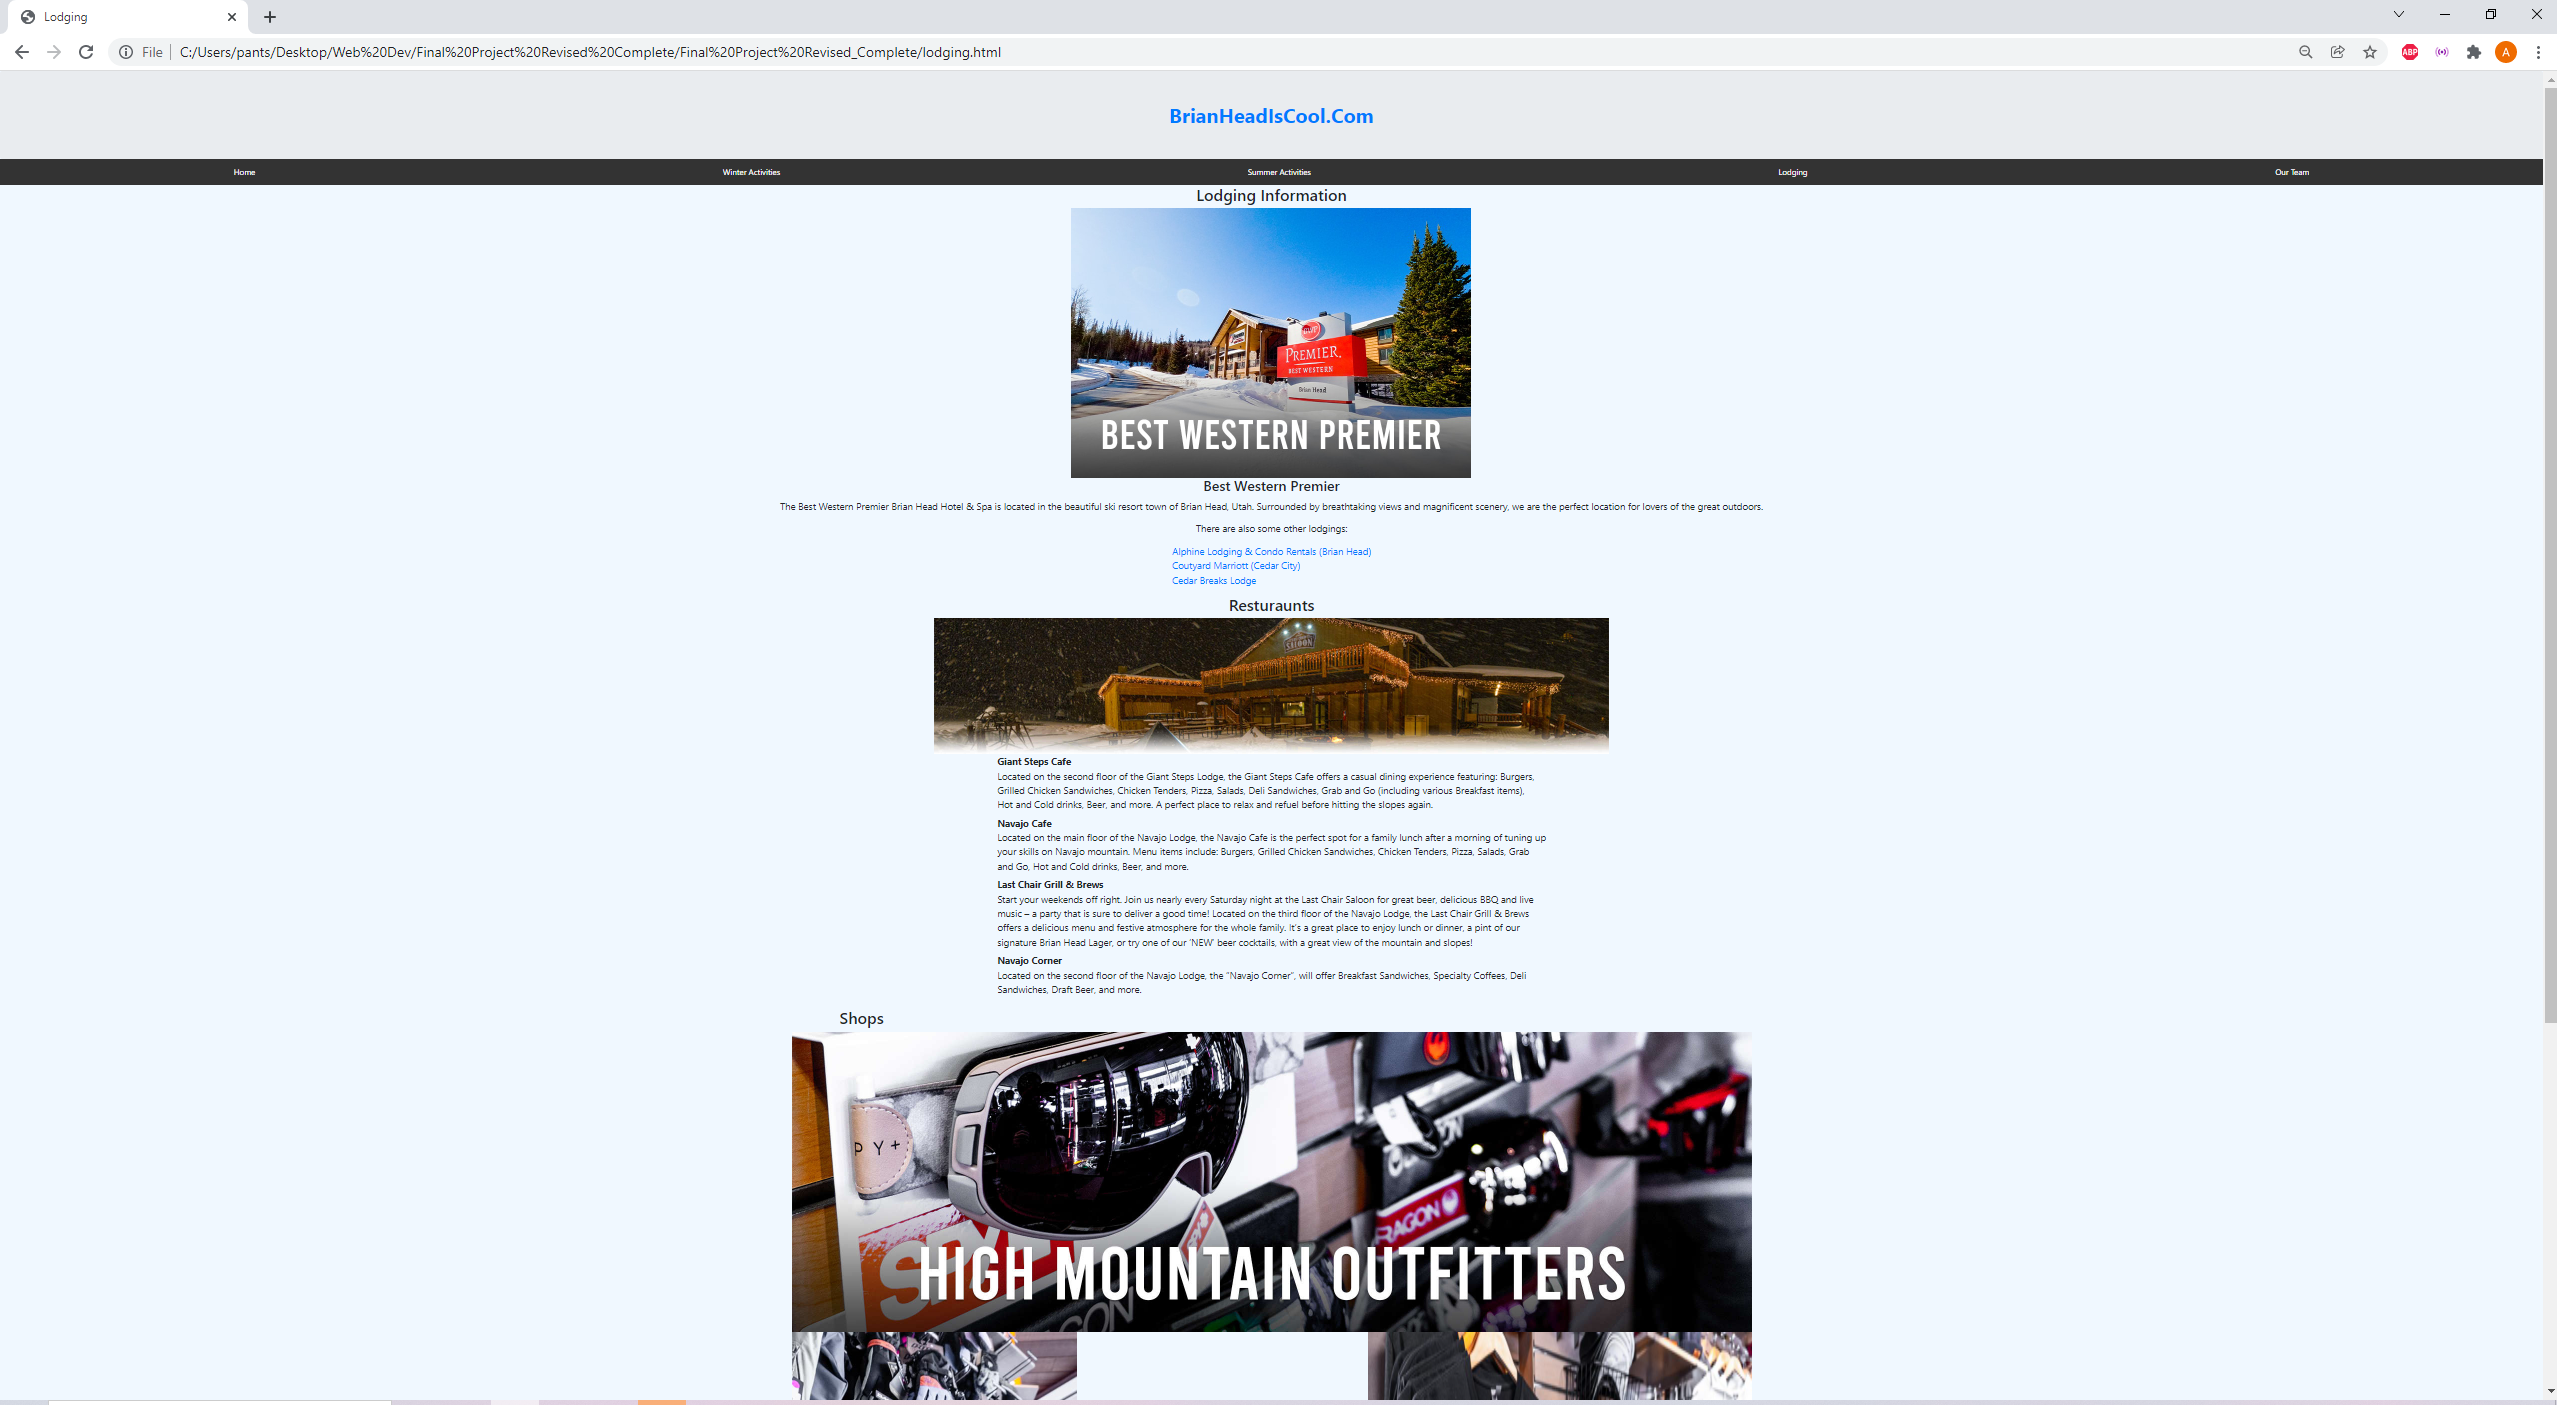 Lodging
File
C:/Users/pants/Desktop/Web%20Dev/Final%20Project%20Revised%20Complete/Final%20Project%20Revised_Complete/lodging.html
ABP
A
BrianHeadIsCool.Com
Home
Winter Activities
Summer Activities
Lodging
Our Team
Lodging Information
BWP
PREMIER.
BEST WESTERN
Brian Head
BEST WESTERN PREMIER
Best Western Premier
The Best Western Premier Brian Head Hotel & Spa is located in the beautiful ski resort town of Brian Head, Utah. Surrounded by breathtaking views and magnificent scenery, we are the perfect location for lovers of the great outdoors.
There are also some other lodgings:
Alphine Lodging & Condo Rentals (Brian Head)
Coutyard Marriott (Cedar City)
Cedar Breaks Lodge
Resturaunts
SALOON
Giant Steps Cafe
Located on the second floor of the Giant Steps Lodge, the Giant Steps Cafe offers a casual dining experience featuring: Burgers,
Grilled Chicken Sandwiches, Chicken Tenders, Pizza, Salads, Deli Sandwiches, Grab and Go (including various Breakfast items),
Hot and Cold drinks, Beer, and more. A perfect place to relax and refuel before hitting the slopes again.
Navajo Cafe
Located on the main floor of the Navajo Lodge, the Navajo Cafe is the perfect spot for a family lunch after a morning of tuning up
your skills on Navajo mountain. Menu items include: Burgers, Grilled Chicken Sandwiches, Chicken Tenders, Pizza, Salads, Grab
and Go, Hot and Cold drinks, Beer, and more.
Last Chair Grill & Brews
Start your weekends off right. Join us nearly every Saturday night at the Last Chair Saloon for great beer, delicious BBQ and live
music – a party that is sure to deliver a good time! Located on the third floor of the Navajo Lodge, the Last Chair Grill & Brews
offers a delicious menu and festive atmosphere for the whole family. It's a great place to enjoy lunch or dinner, a pint of our
signature Brian Head Lager, or try one of our 'NEW' beer cocktails, with a great view of the mountain and slopes!
Navajo Corner
Located on the second floor of the Navajo Lodge, the "Navajo Corner", will offer Breakfast Sandwiches, Specialty Coffees, Deli
Sandwiches, Draft Beer, and more.
Shops
PY+
RAGON
HIGH MOUNTAIN OUTFITTERS